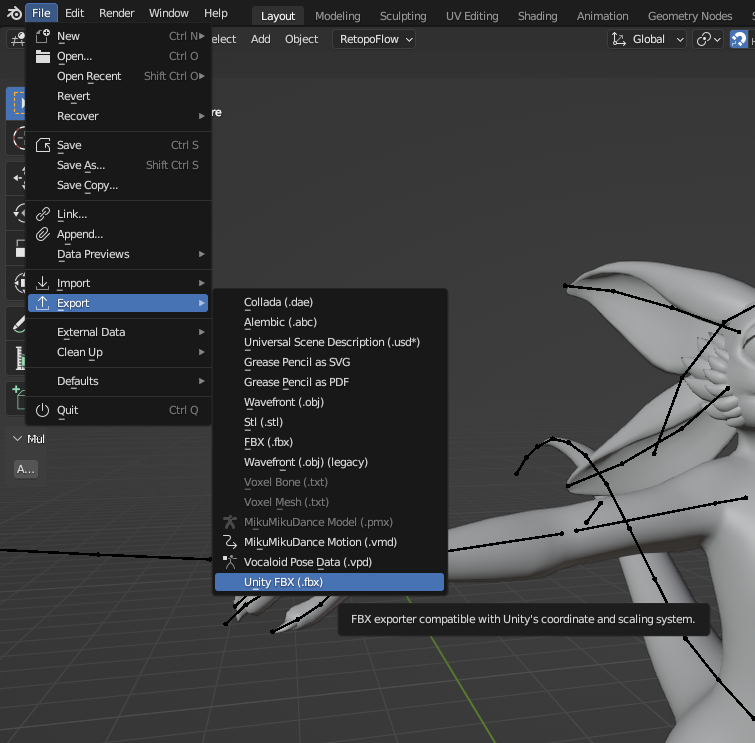 File Edit Render Window Help Layout Modeling Sculpting UV Editing Shading Animation Geometry Nodes
elect Add Object RetopoFlow Global
New Ctrl N
Open... Ctrl O
Open Recent Shift Ctrl O
Revert
Recover
re
Save Ctrl S
Save As... Shift Ctrl S
Save Copy...
Link...
Append...
Data Previews
Import
Export
External Data
Clean Up
Defaults
Quit Ctrl Q
Mul
A...
Collada (.dae)
Alembic (.abc)
Universal Scene Description (.usd*)
Grease Pencil as SVG
Grease Pencil as PDF
Wavefront (.obj)
Stl (.stl)
FBX (.fbx)
Wavefront (.obj) (legacy)
Voxel Bone (.txt)
Voxel Mesh (.txt)
MikuMikuDance Model (.pmx)
MikuMikuDance Motion (.vmd)
Vocaloid Pose Data (.vpd)
Unity FBX (.fbx)
FBX exporter compatible with Unity's coordinate and scaling system.